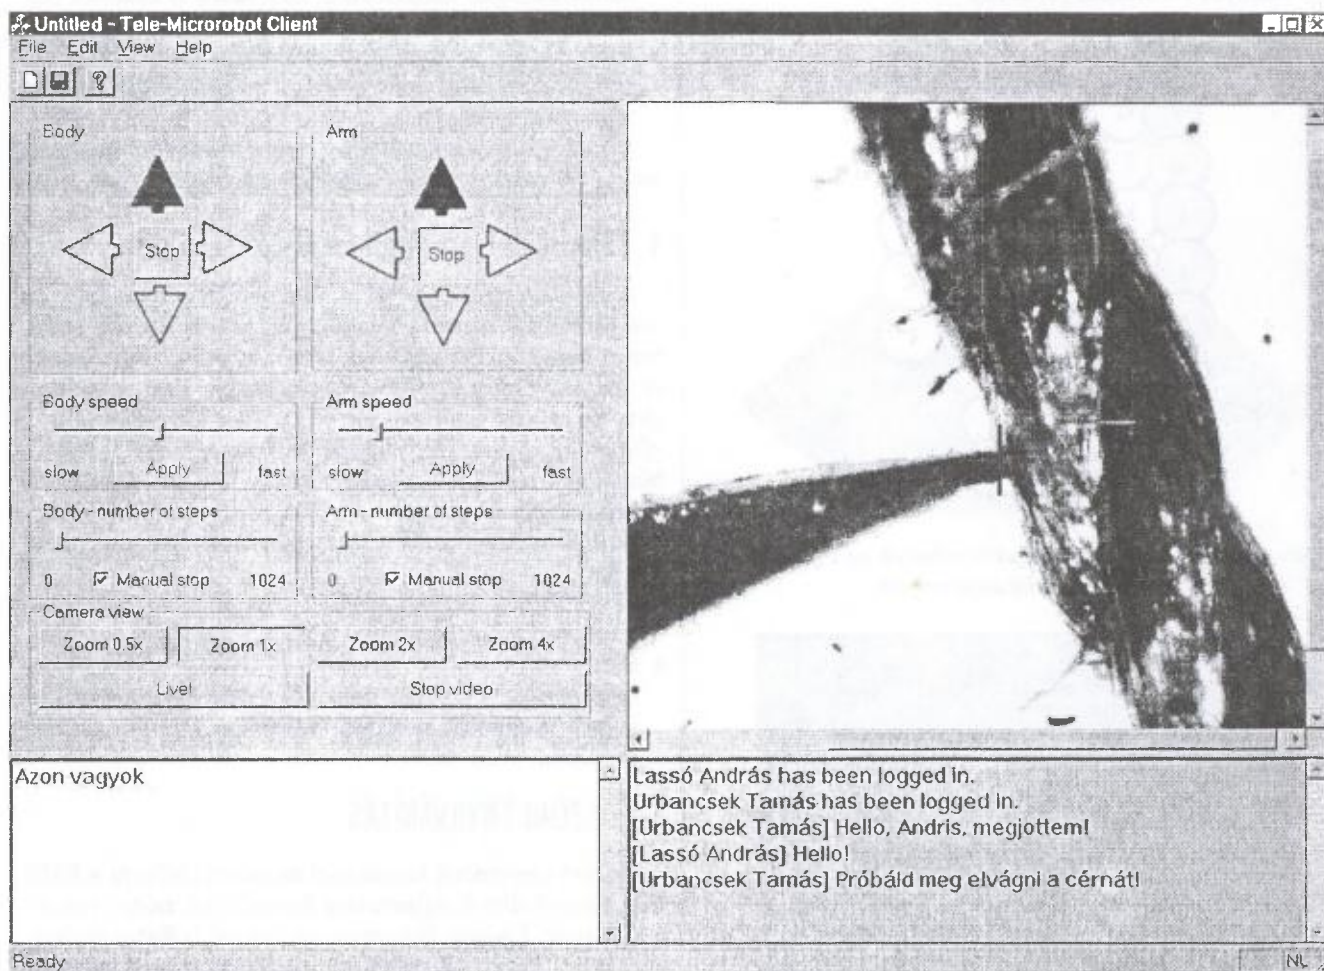 Untitled - Tele-Microrobot Client
File Edit View Help
Body
Arm
Stop
Stop
Body speed
Arm speed
slow Apply fast
slow Apply fast
Body - number of steps
Arm - number of steps
0 Manual stop 1024
0 Manual stop 1024
Camera view
Zoom 0.5x Zoom 1x Zoom 2x Zoom 4x
Live! Stop video
Azon vagyok
Lassó András has been logged in.
Urbancsek Tamás has been logged in.
[Urbancsek Tamás] Hello, Andris, megjottem!
[Lassó András] Hello!
[Urbancsek Tamás] Próbáld meg elvágni a cérnát!
Ready NU